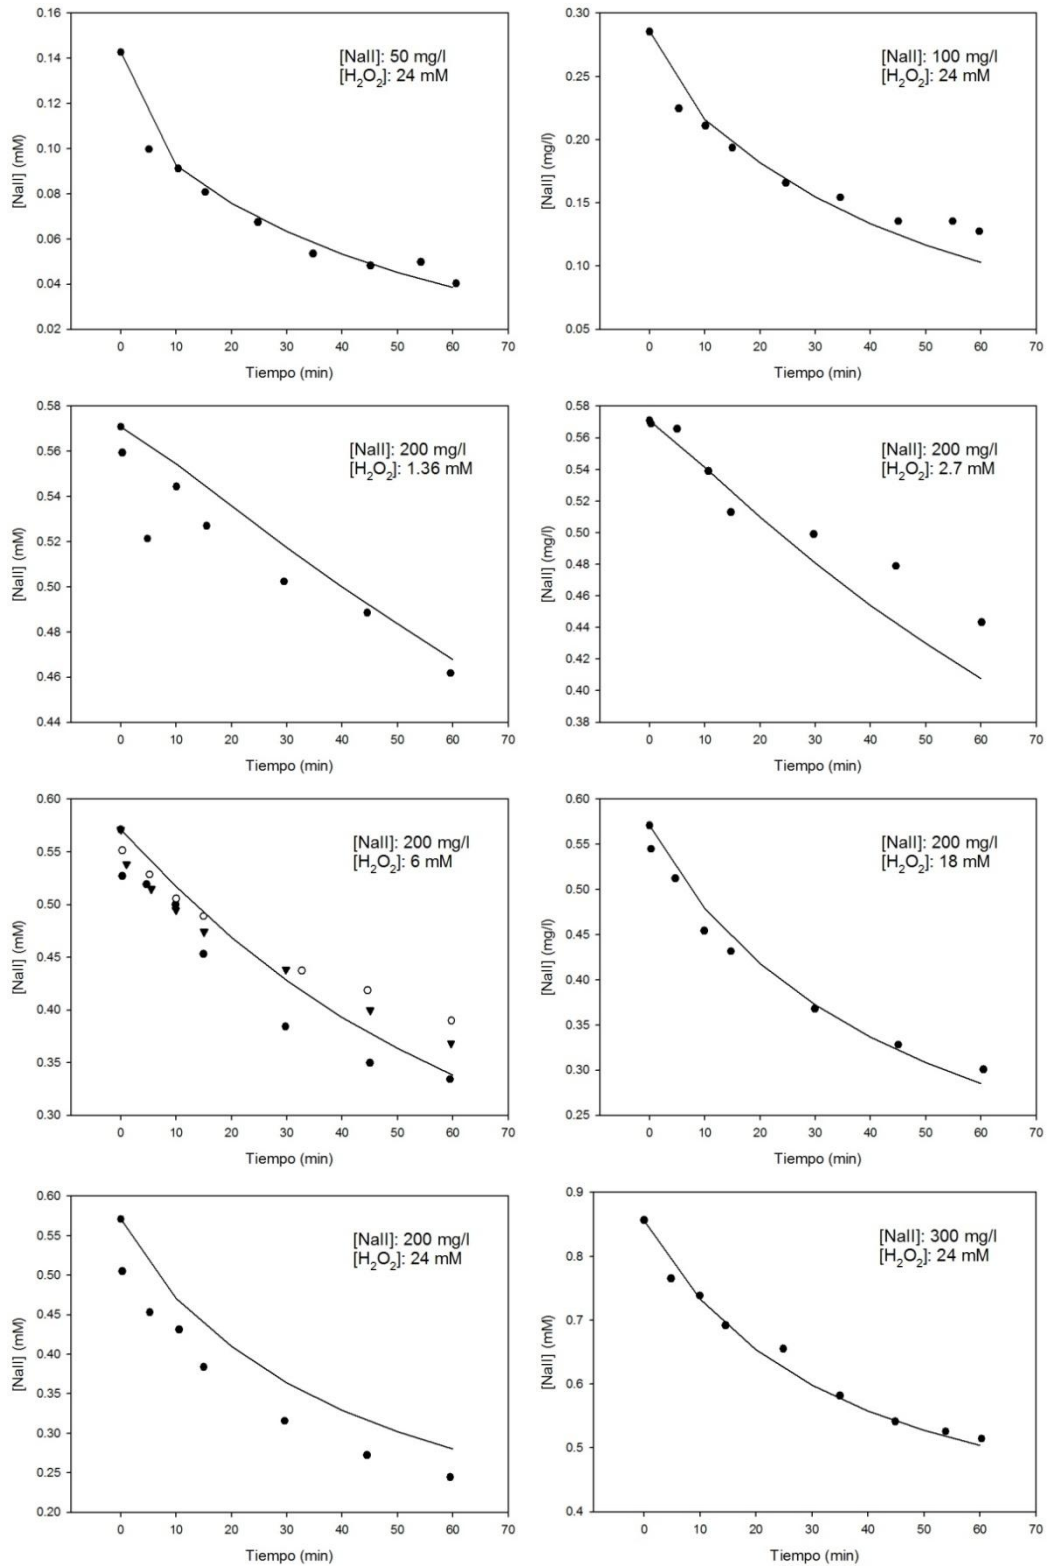 0.16
0.14
0.12
0.10
0.08
0.06
0.04
0.02
[NaII] (mM)
[NaII]: 50 mg/l
[H₂O₂]: 24 mM
0 10 20 30 40 50 60 70
Tiempo (min)
0.30
0.25
0.20
0.15
0.10
0.05
[NaII] (mg/l)
[NaII]: 100 mg/l
[H₂O₂]: 24 mM
0 10 20 30 40 50 60 70
Tiempo (min)
0.58
0.56
0.54
0.52
0.50
0.48
0.46
0.44
[NaII] (mM)
[NaII]: 200 mg/l
[H₂O₂]: 1.36 mM
0 10 20 30 40 50 60 70
Tiempo (min)
0.58
0.56
0.54
0.52
0.50
0.48
0.46
0.44
0.42
0.40
0.38
[NaII] (mg/l)
[NaII]: 200 mg/l
[H₂O₂]: 2.7 mM
0 10 20 30 40 50 60 70
Tiempo (min)
0.60
0.55
0.50
0.45
0.40
0.35
0.30
[NaII] (mM)
[NaII]: 200 mg/l
[H₂O₂]: 6 mM
0 10 20 30 40 50 60 70
Tiempo (min)
0.60
0.55
0.50
0.45
0.40
0.35
0.30
0.25
[NaII] (mg/l)
[NaII]: 200 mg/l
[H₂O₂]: 18 mM
0 10 20 30 40 50 60 70
Tiempo (min)
0.60
0.55
0.50
0.45
0.40
0.35
0.30
0.25
0.20
[NaII] (mM)
[NaII]: 200 mg/l
[H₂O₂]: 24 mM
0 10 20 30 40 50 60 70
Tiempo (min)
0.9
0.8
0.7
0.6
0.5
0.4
[NaII] (mM)
[NaII]: 300 mg/l
[H₂O₂]: 24 mM
0 10 20 30 40 50 60 70
Tiempo (min)